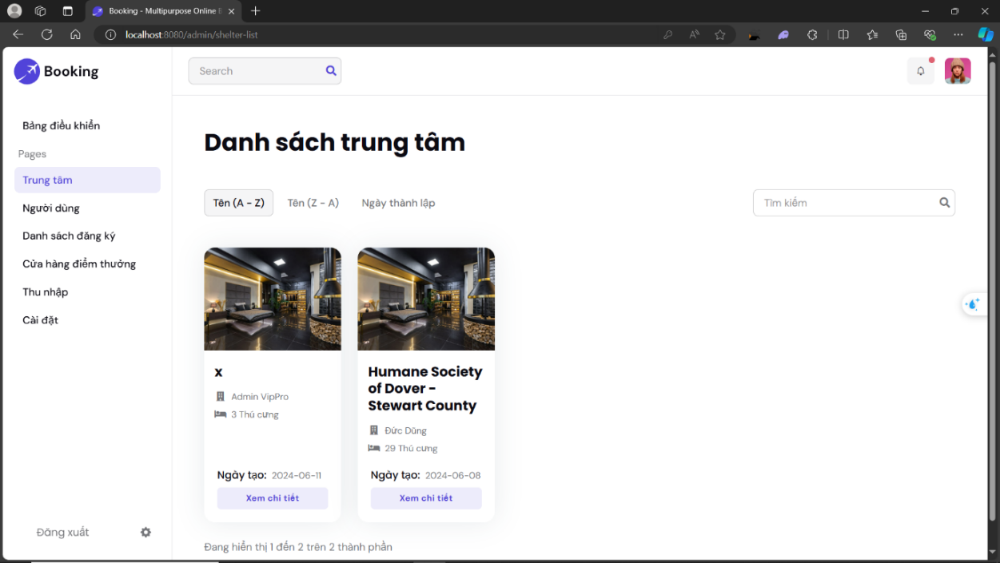 Booking - Multipurpose Online B
localhost:8080/admin/shelter-list
Booking
Search
Bảng điều khiển
Pages
Trung tâm
Người dùng
Danh sách đăng ký
Cửa hàng điểm thưởng
Thu nhập
Cài đặt
Đăng xuất
Danh sách trung tâm
Tên (A - Z)
Tên (Z - A)
Ngày thành lập
Tìm kiếm
x
Admin VipPro
3 Thú cưng
Ngày tạo: 2024-06-11
Xem chi tiết
Humane Society
of Dover -
Stewart County
Đức Dũng
29 Thú cưng
Ngày tạo: 2024-06-08
Xem chi tiết
Đang hiển thị 1 đến 2 trên 2 thành phần